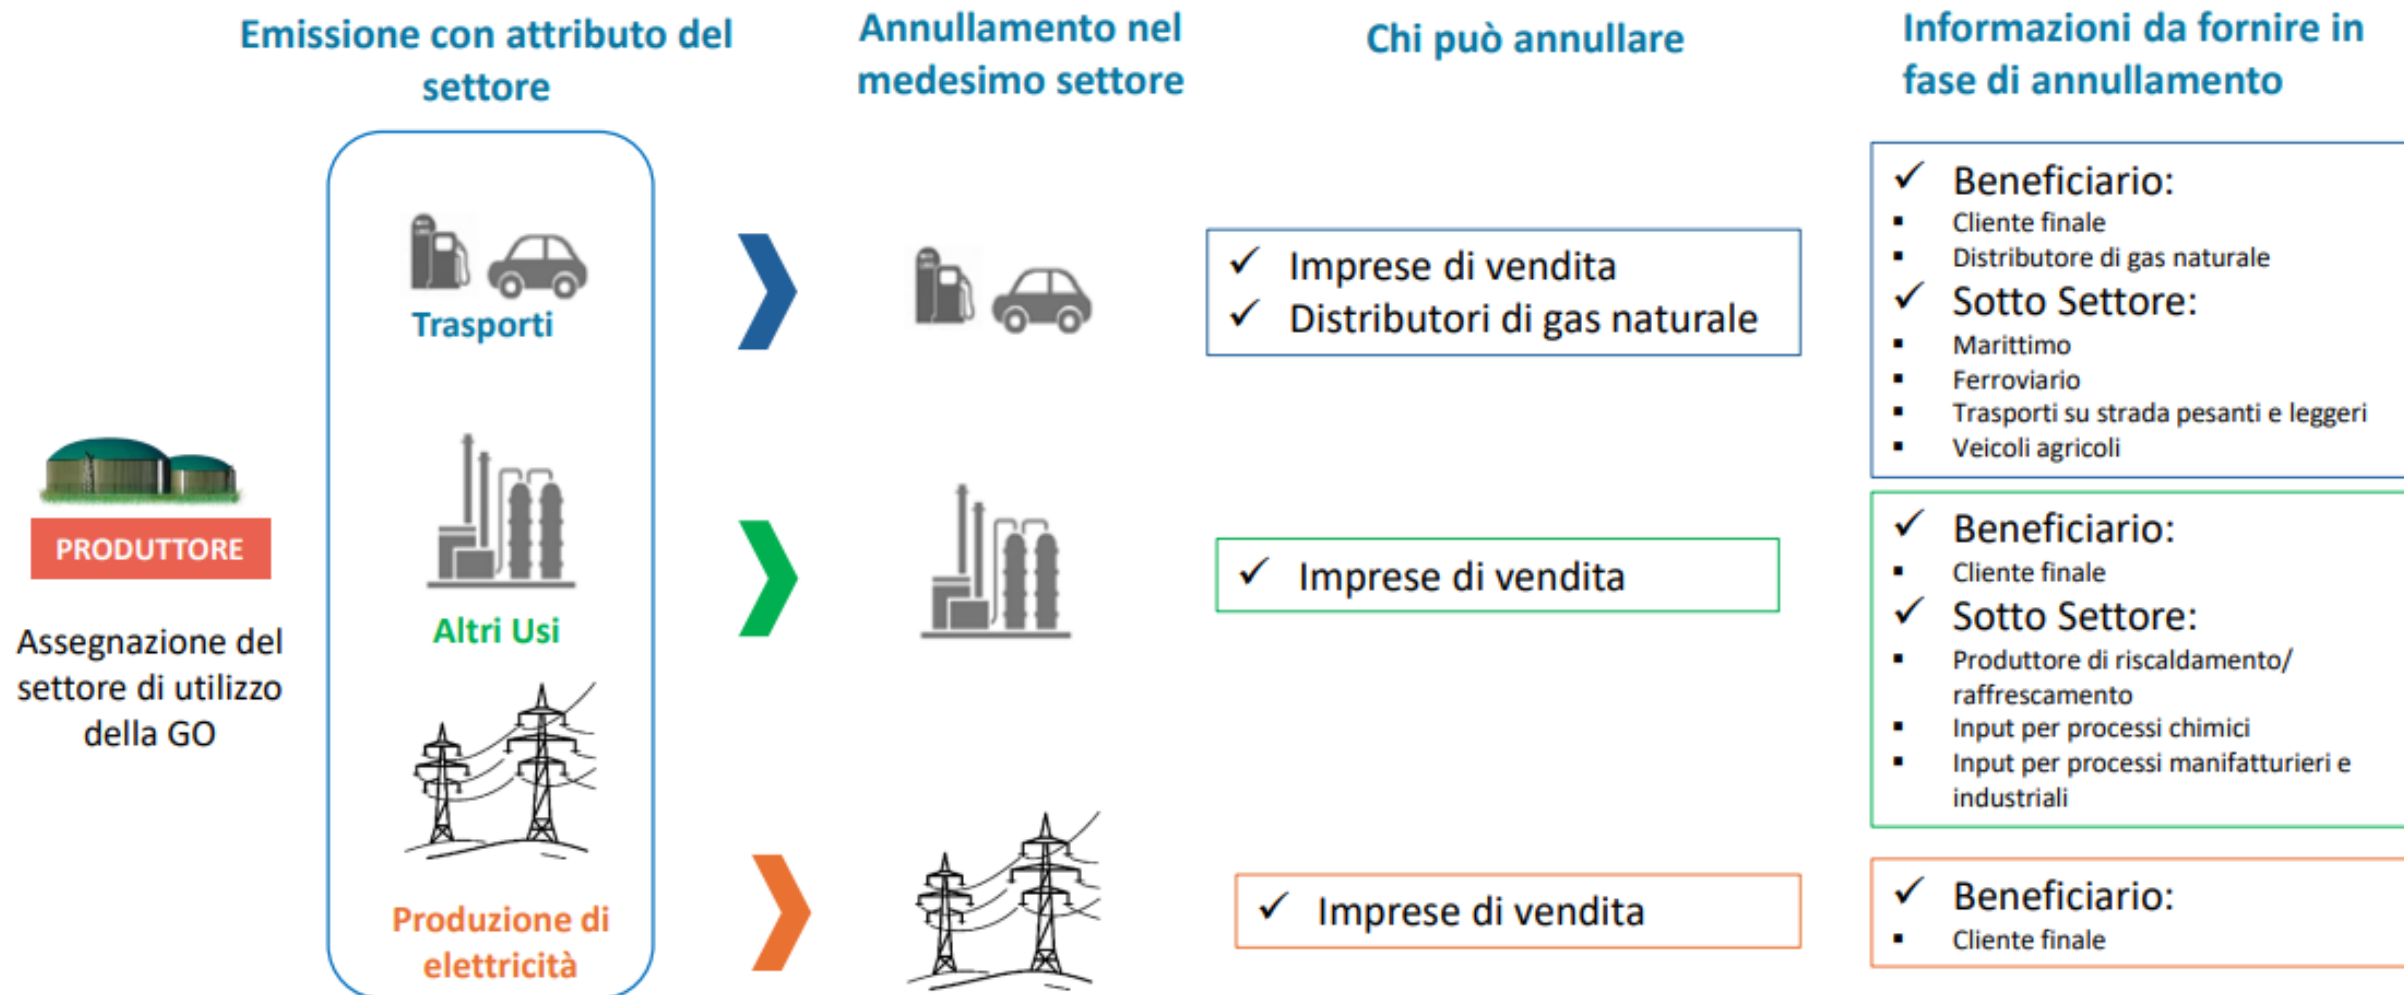 Emissione con attributo del
settore
Annullamento nel
medesimo settore
Chi può annullare
Informazioni da fornire in
fase di annullamento
PRODUTTORE
Assegnazione del
settore di utilizzo
della GO
Trasporti
✓ Imprese di vendita
✓ Distributori di gas naturale
✓ Beneficiario:
▪ Cliente finale
▪ Distributore di gas naturale
✓ Sotto Settore:
▪ Marittimo
▪ Ferroviario
▪ Trasporti su strada pesanti e leggeri
▪ Veicoli agricoli
Altri Usi
✓ Imprese di vendita
✓ Beneficiario:
▪ Cliente finale
✓ Sotto Settore:
▪ Produttore di riscaldamento/
raffrescamento
▪ Input per processi chimici
▪ Input per processi manifatturieri e
industriali
Produzione di
elettricità
✓ Imprese di vendita
✓ Beneficiario:
▪ Cliente finale